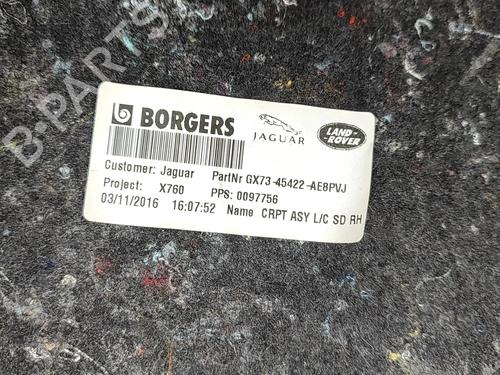 BORGERS
JAGUAR
LAND-
ROVER
Customer: Jaguar PartNr GX73-45422-AE8PVJ
Project: X760 PPS: 0097756
03/11/2016 16:07:52 Name CRPT ASY L/C SD RH
B-PARTS